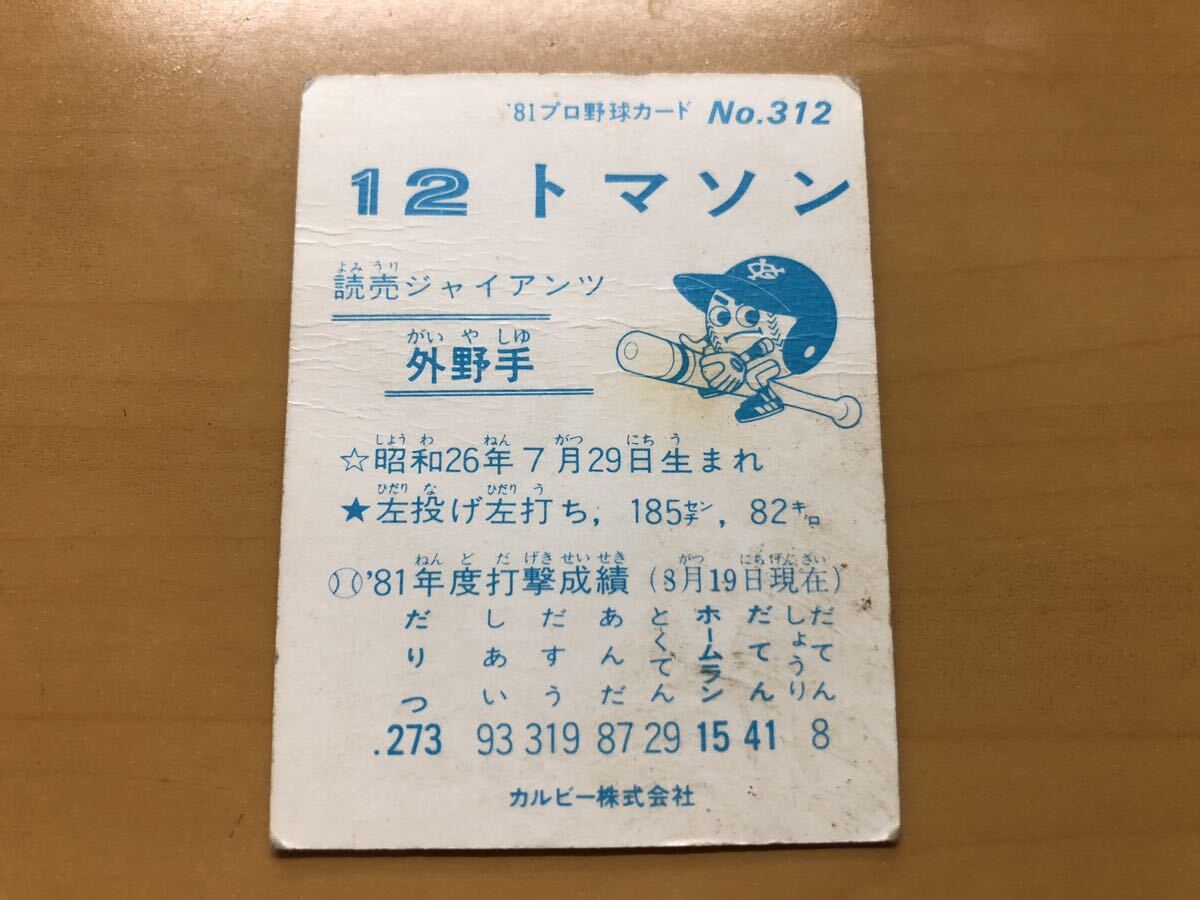 '81プロ野球カード No.312
12 トマソン
よみうり
読売ジャイアンツ
がいやしゆ
外野手
しようわ ねん がつ にちう
☆昭和26年7月29日生まれ
ひだりな ひだりう
★左投げ左打ち, 185センチ, 82キロ
ねんどだげきせいせき がつ にちげんざい
'81年度打撃成績 (8月19日現在)
だりつ しあい だすう あんだ とくてん ホームラン だてん しょうりだてん
.273 93 319 87 29 15 41 8
カルビー株式会社